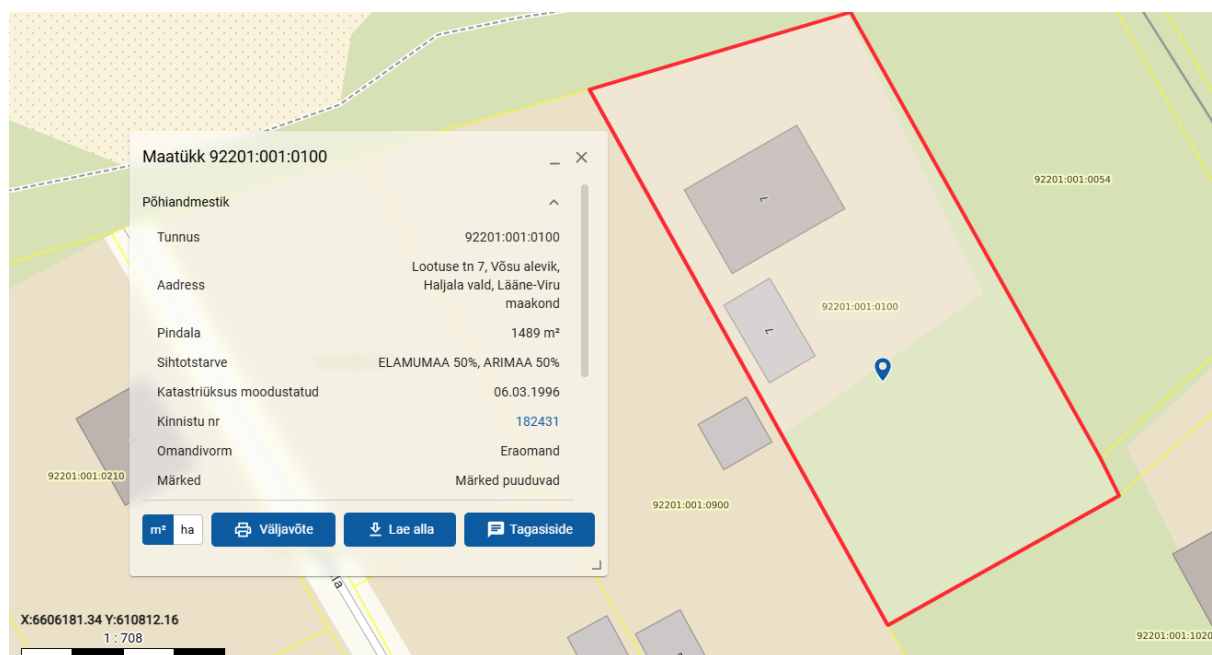 Maatükk 92201:001:0100
Põhiandmestik
Tunnus 92201:001:0100
Aadress Lootuse tn 7, Võsu alevik,
Haljala vald, Lääne-Viru
maakond
Pindala 1489 m²
Sihtotstarve ELAMUMAA 50%, ARIMAA 50%
Katastriüksus moodustatud 06.03.1996
Kinnistu nr 182431
Omandivorm Eraomand
Märked Märked puuduvad
m² ha Väljavõte Lae alla Tagasiside
92201:001:0054
L
92201:001:0100
L
92201:001:0210
92201:001:0900
92201:001:1020
X:6606181.34 Y:610812.16
1 : 708